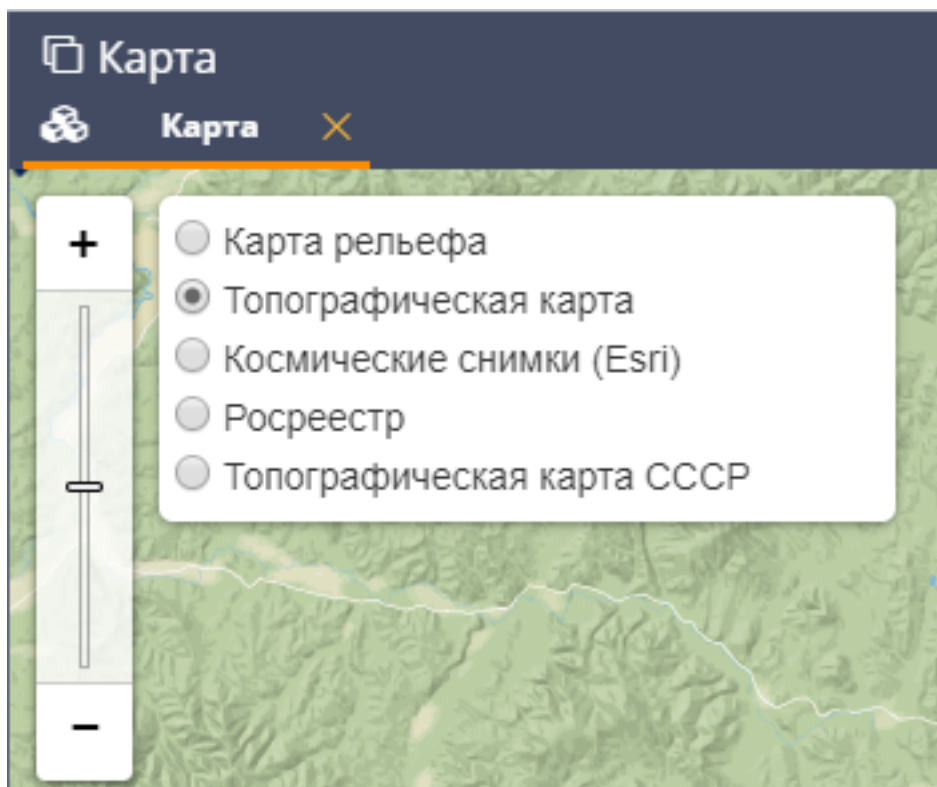 Карта
Карта
+
Карта рельефа
Топографическая карта
Космические снимки (Esri)
Росреестр
Топографическая карта СССР
−